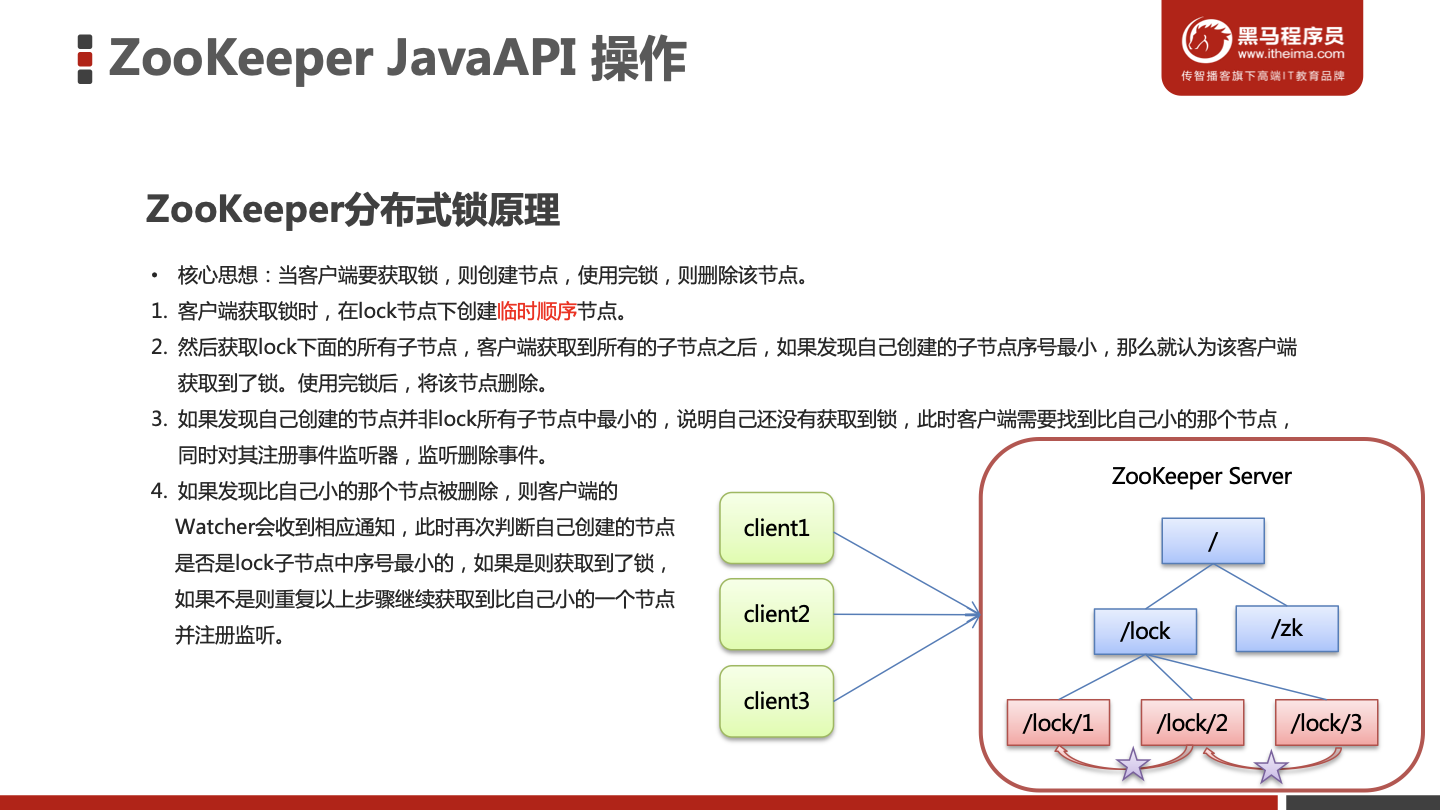 ZooKeeper JavaAPI 操作
黑马程序员
www.itheima.com
传智播客旗下高端IT教育品牌
ZooKeeper分布式锁原理
• 核心思想：当客户端要获取锁，则创建节点，使用完锁，则删除该节点。
1. 客户端获取锁时，在lock节点下创建临时顺序节点。
2. 然后获取lock下面的所有子节点，客户端获取到所有的子节点之后，如果发现自己创建的子节点序号最小，那么就认为该客户端
获取到了锁。使用完锁后，将该节点删除。
3. 如果发现自己创建的节点并非lock所有子节点中最小的，说明自己还没有获取到锁，此时客户端需要找到比自己小的那个节点，
同时对其注册事件监听器，监听删除事件。
4. 如果发现比自己小的那个节点被删除，则客户端的
Watcher会收到相应通知，此时再次判断自己创建的节点
是否是lock子节点中序号最小的，如果是则获取到了锁，
如果不是则重复以上步骤继续获取到比自己小的一个节点
并注册监听。
client1
client2
client3
ZooKeeper Server
/
/lock
/zk
/lock/1
/lock/2
/lock/3